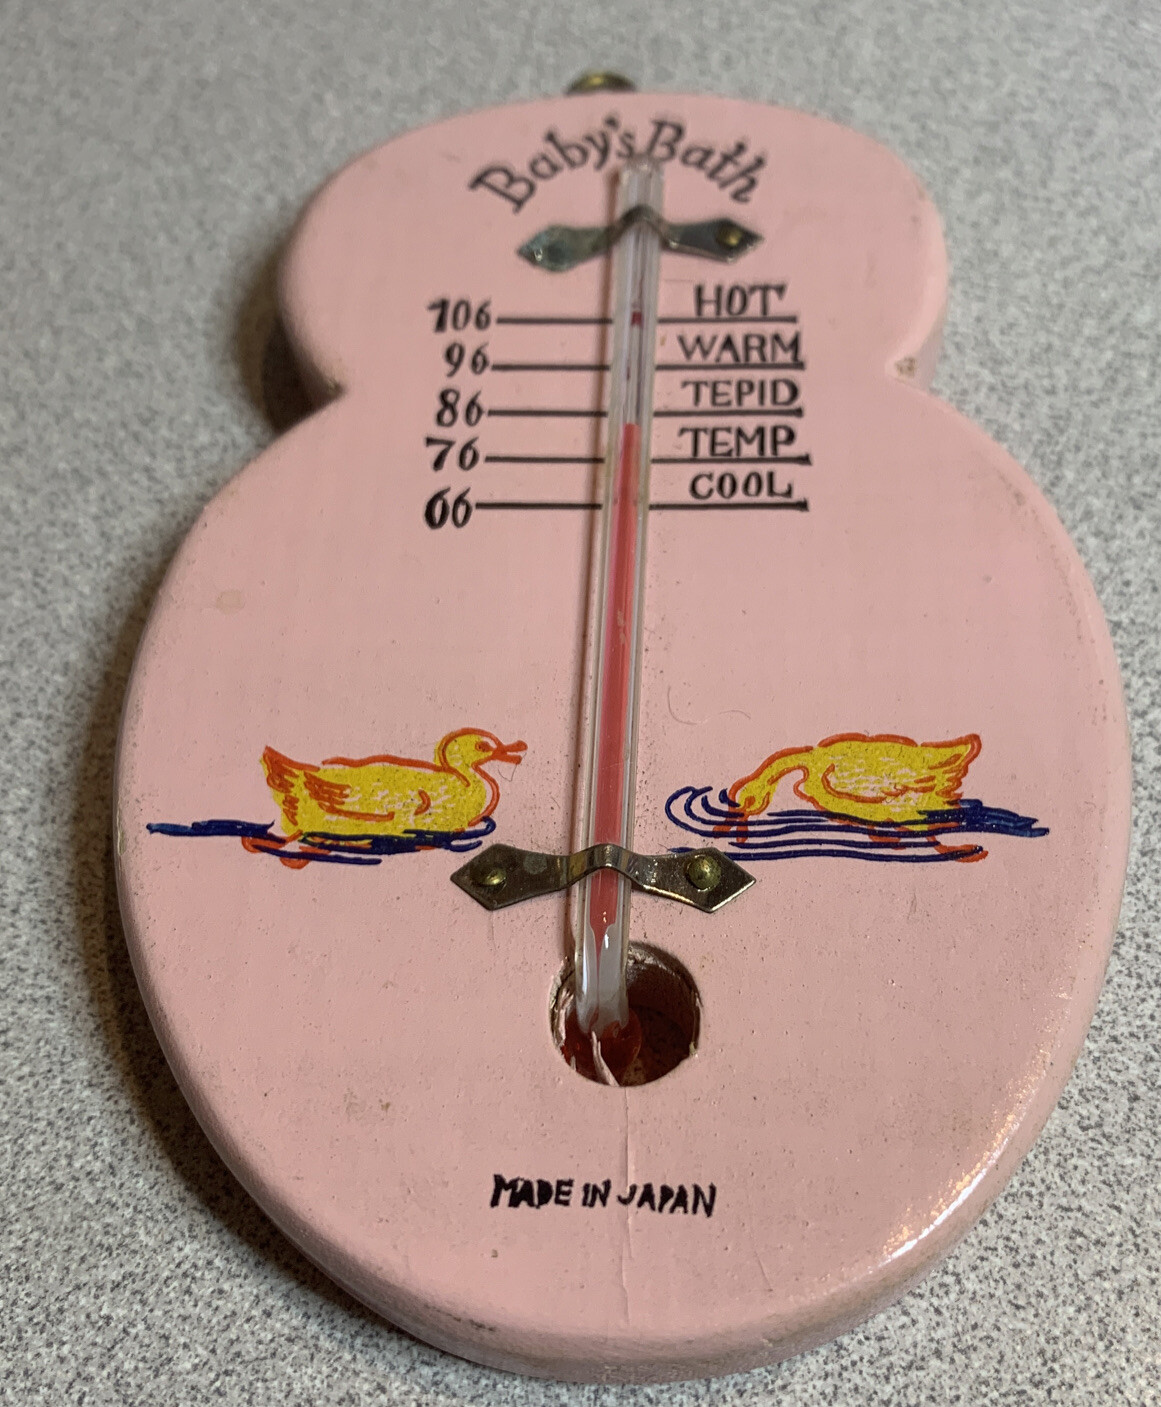 Baby's Bath
106 HOT
96 WARM
86 TEPID
76 TEMP
66 COOL
MADE IN JAPAN